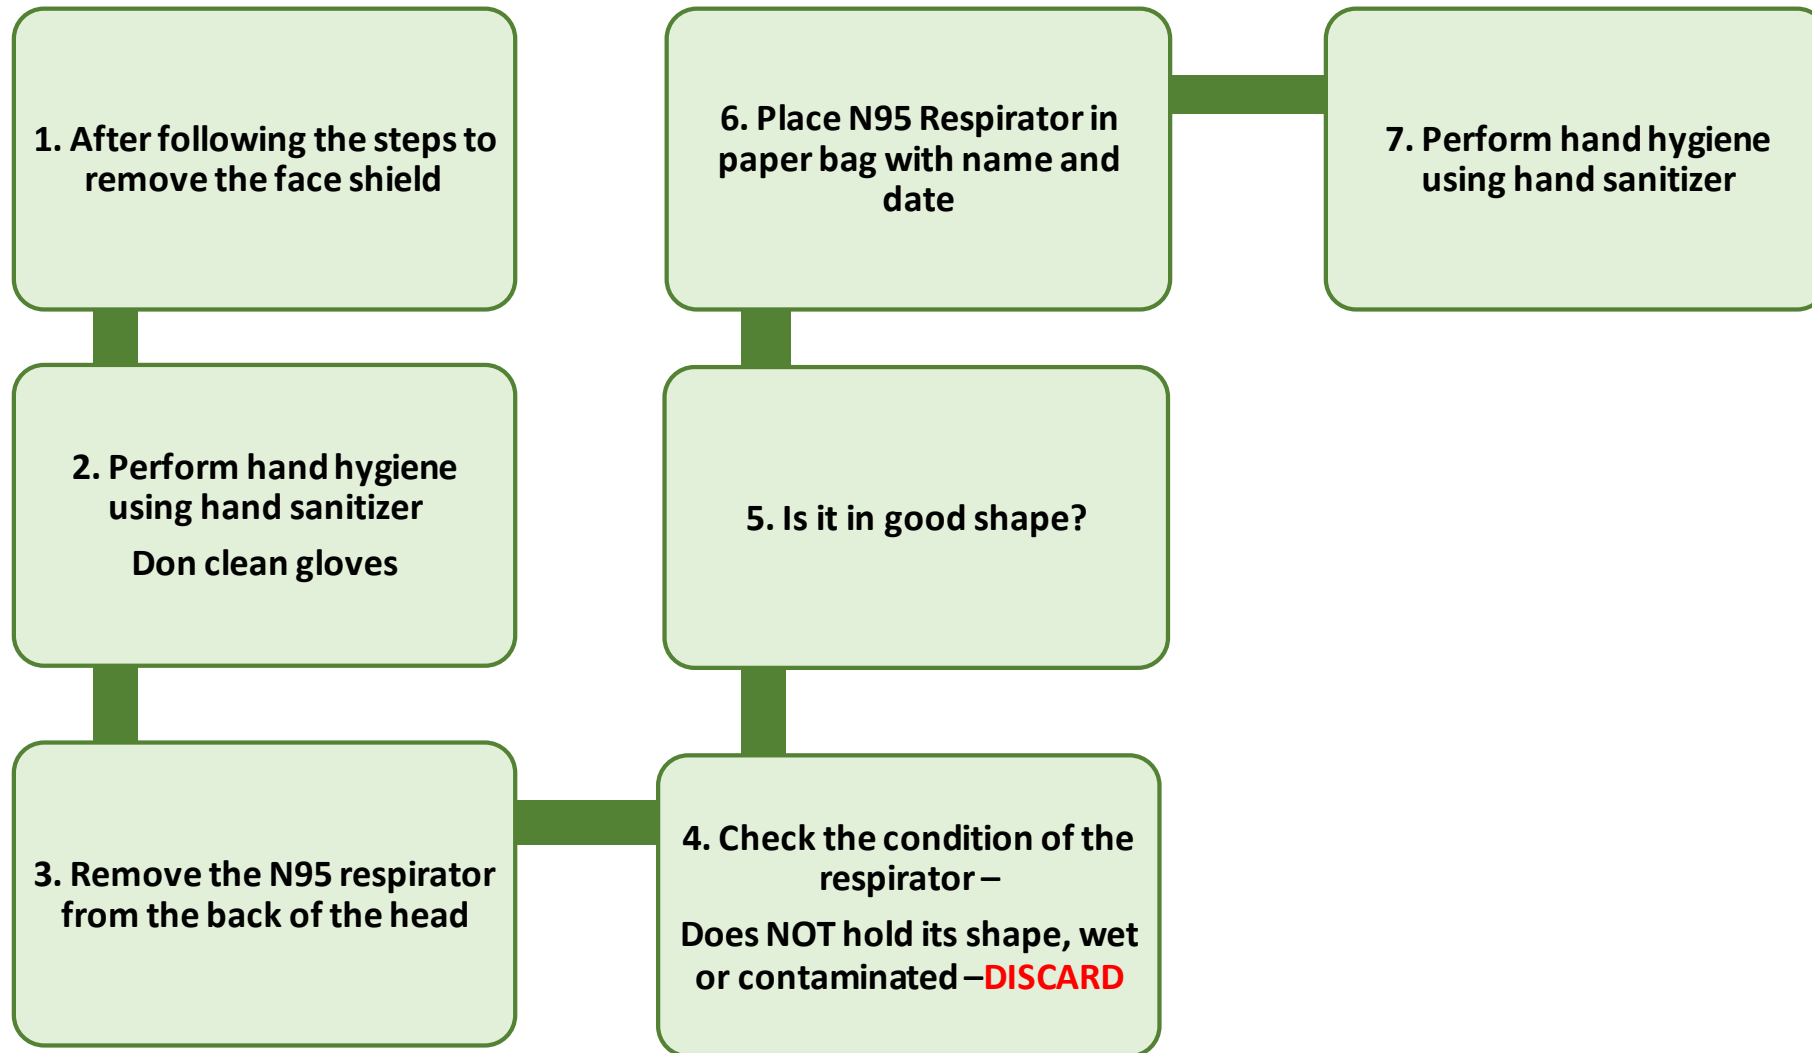 1. After following the steps to
remove the face shield
2. Perform hand hygiene
using hand sanitizer
Don clean gloves
3. Remove the N95 respirator
from the back of the head
4. Check the condition of the
respirator –
Does NOT hold its shape, wet
or contaminated –DISCARD
5. Is it in good shape?
6. Place N95 Respirator in
paper bag with name and
date
7. Perform hand hygiene
using hand sanitizer